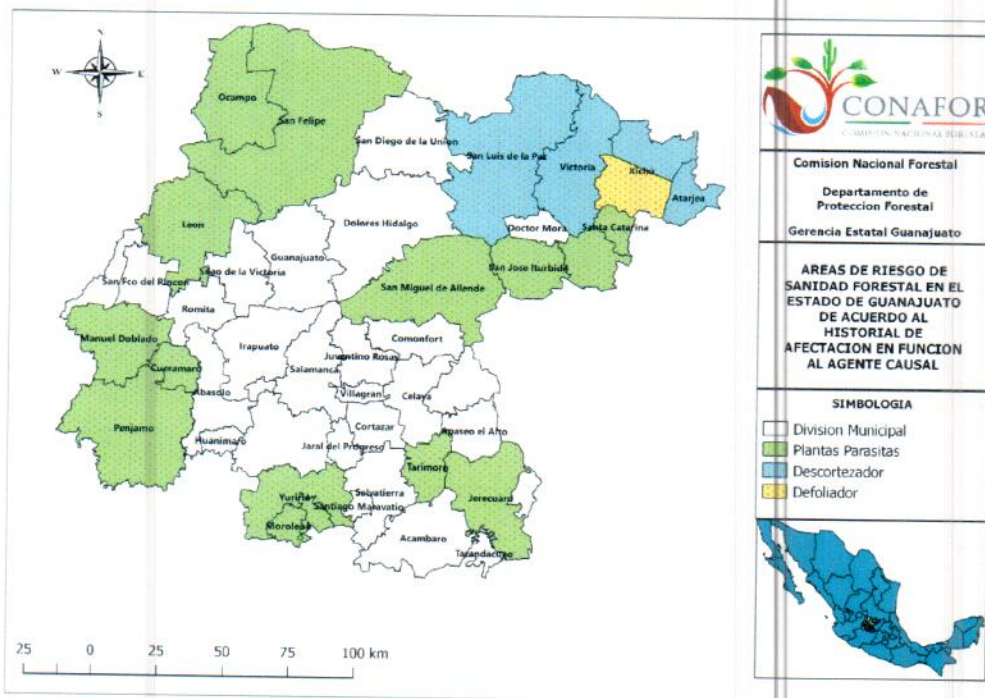 N
W
E
S
Ocampo
San Felipe
San Diego de la Union
San Luis de la Paz
Victoria
Xichu
Atarjea
Leon
Dolores Hidalgo
Doctor Mora
Santa Catarina
Guanajuato
Silao de la Victoria
San Fco del Rincon
San Miguel de Allende
San Jose Iturbide
Romita
Manuel Doblado
Irapuato
Comonfort
Cueramaro
Salamanca
Juventino Rosas
Abasolo
Villagran
Celaya
Penjamo
Cortazar
Apaseo el Alto
Huanimaro
Jaral del Progreso
Tarimoro
Jerecuaro
Yuriria
Salvatierra
Santiago Maravatio
Moroleon
Acambaro
Tarandacuao
25 0 25 50 75 100 km
CONAFOR
COMISION NACIONAL FORESTAL
Comision Nacional Forestal
Departamento de
Proteccion Forestal
Gerencia Estatal Guanajuato
AREAS DE RIESGO DE
SANIDAD FORESTAL EN EL
ESTADO DE GUANAJUATO
DE ACUERDO AL
HISTORIAL DE
AFECTACION EN FUNCION
AL AGENTE CAUSAL
SIMBOLOGIA
Division Municipal
Plantas Parasitas
Descortezador
Defoliador